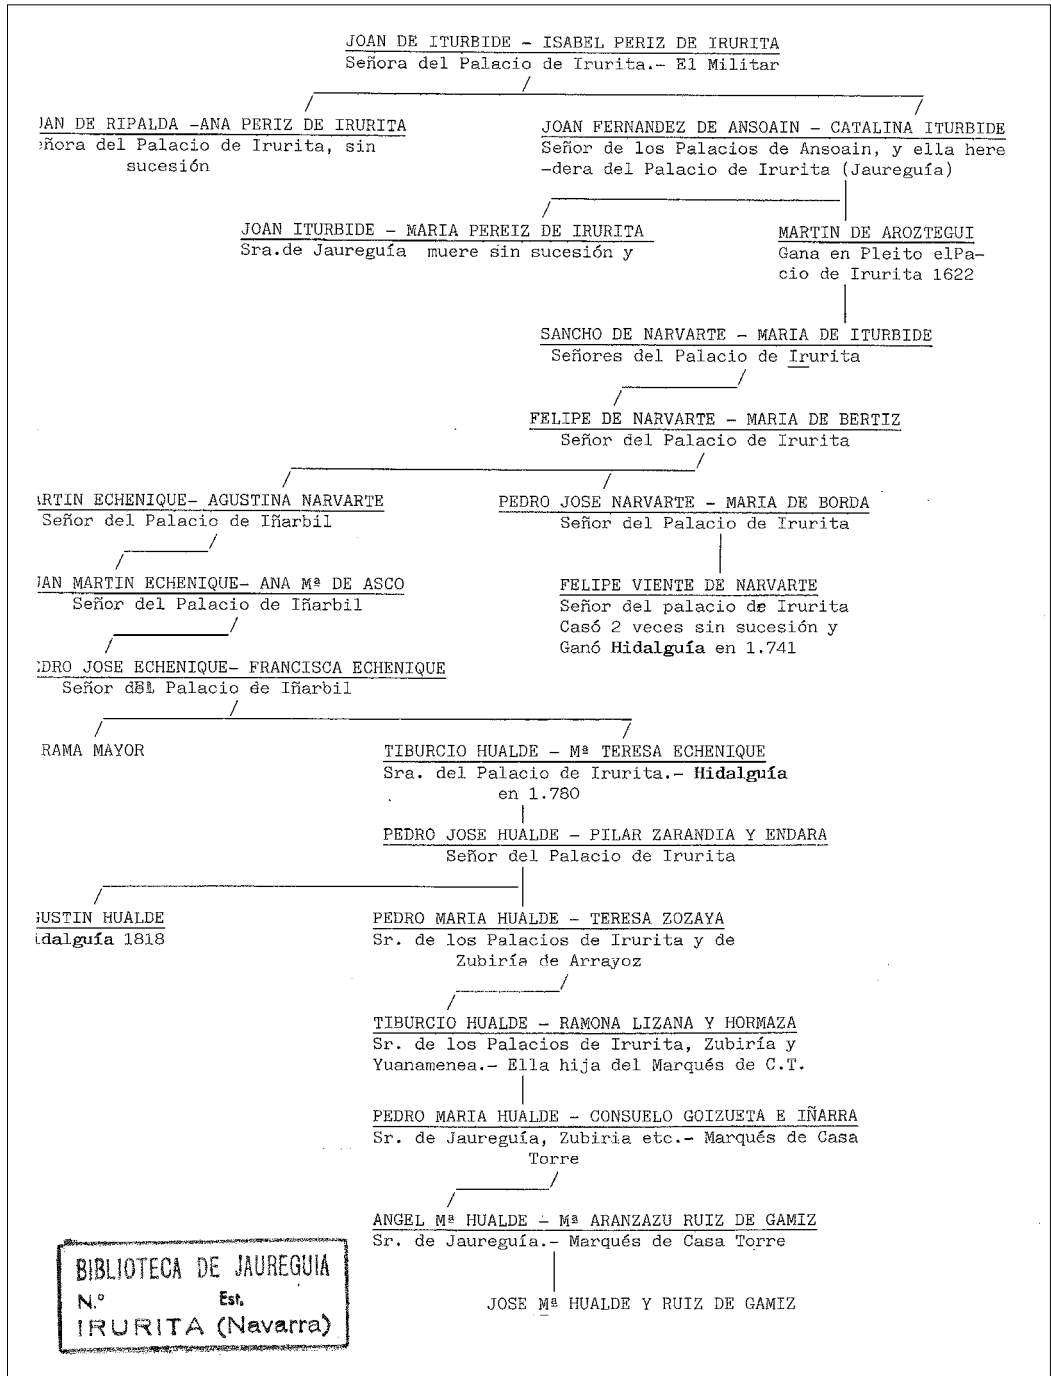 JOAN DE ITURBIDE - ISABEL PERIZ DE IRURITA
Señora del Palacio de Irurita.- El Militar
JAN DE RIPALDA -ANA PERIZ DE IRURITA
ñora del Palacio de Irurita, sin
sucesión
JOAN FERNANDEZ DE ANSOAIN - CATALINA ITURBIDE
Señor de los Palacios de Ansoain, y ella here
-dera del Palacio de Irurita (Jaureguía)
JOAN ITURBIDE - MARIA PEREIZ DE IRURITA
Sra.de Jaureguía muere sin sucesión y
MARTIN DE AROZTEGUI
Gana en Pleito elPa-
cio de Irurita 1622
SANCHO DE NARVARTE - MARIA DE ITURBIDE
Señores del Palacio de Irurita
FELIPE DE NARVARTE - MARIA DE BERTIZ
Señor del Palacio de Irurita
ARTIN ECHENIQUE- AGUSTINA NARVARTE
Señor del Palacio de Iñarbil
PEDRO JOSE NARVARTE - MARIA DE BORDA
Señor del Palacio de Irurita
JAN MARTIN ECHENIQUE- ANA Mª DE ASCO
Señor del Palacio de Iñarbil
FELIPE VIENTE DE NARVARTE
Señor del palacio de Irurita
Casó 2 veces sin sucesión y
Ganó Hidalguía en 1.741
DRO JOSE ECHENIQUE- FRANCISCA ECHENIQUE
Señor del Palacio de Iñarbil
RAMA MAYOR
TIBURCIO HUALDE - Mª TERESA ECHENIQUE
Sra. del Palacio de Irurita.- Hidalguía
en 1.780
PEDRO JOSE HUALDE - PILAR ZARANDIA Y ENDARA
Señor del Palacio de Irurita
GUSTIN HUALDE
idalguía 1818
PEDRO MARIA HUALDE - TERESA ZOZAYA
Sr. de los Palacios de Irurita y de
Zubiría de Arrayoz
TIBURCIO HUALDE - RAMONA LIZANA Y HORMAZA
Sr. de los Palacios de Irurita, Zubiría y
Yuanamenea.- Ella hija del Marqués de C.T.
PEDRO MARIA HUALDE - CONSUELO GOIZUETA E IÑARRA
Sr. de Jaureguía, Zubiria etc.- Marqués de Casa
Torre
ANGEL Mª HUALDE - Mª ARANZAZU RUIZ DE GAMIZ
Sr. de Jaureguía.- Marqués de Casa Torre
JOSE Mª HUALDE Y RUIZ DE GAMIZ
BIBLIOTECA DE JAUREGUIA
N.º Est.
IRURITA (Navarra)